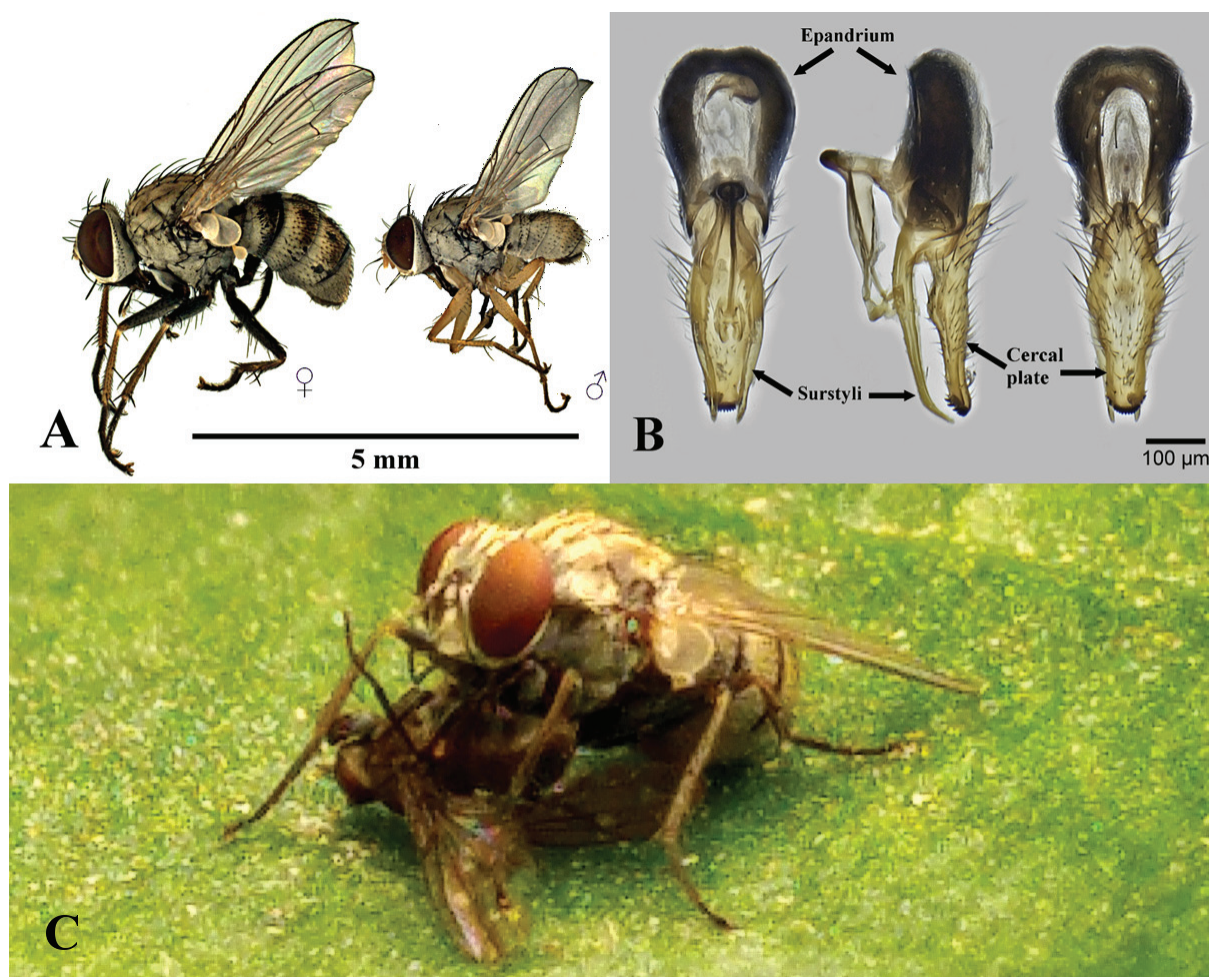 ♀
♂
A
5 mm
Epandrium
Cercal
plate
Surstyli
B
100 µm
C